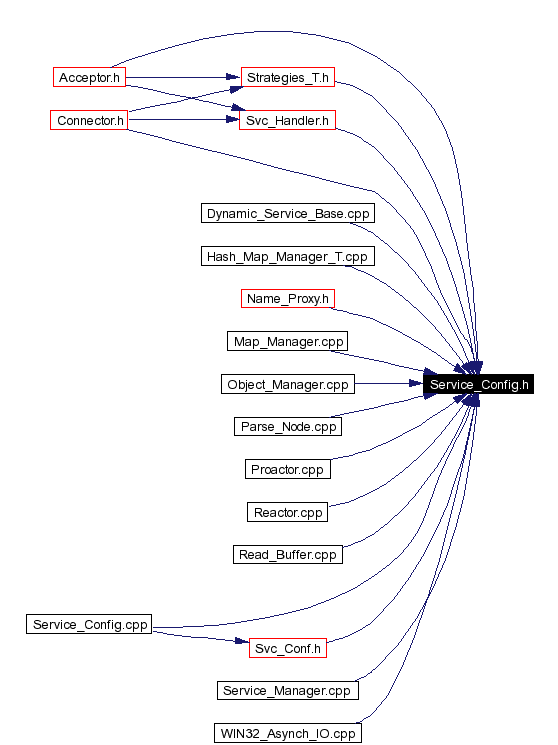 Acceptor.h
Strategies_T.h
Connector.h
Svc_Handler.h
Dynamic_Service_Base.cpp
Hash_Map_Manager_T.cpp
Name_Proxy.h
Map_Manager.cpp
Object_Manager.cpp
Service_Config.h
Parse_Node.cpp
Proactor.cpp
Reactor.cpp
Read_Buffer.cpp
Service_Config.cpp
Svc_Conf.h
Service_Manager.cpp
WIN32_Asynch_IO.cpp